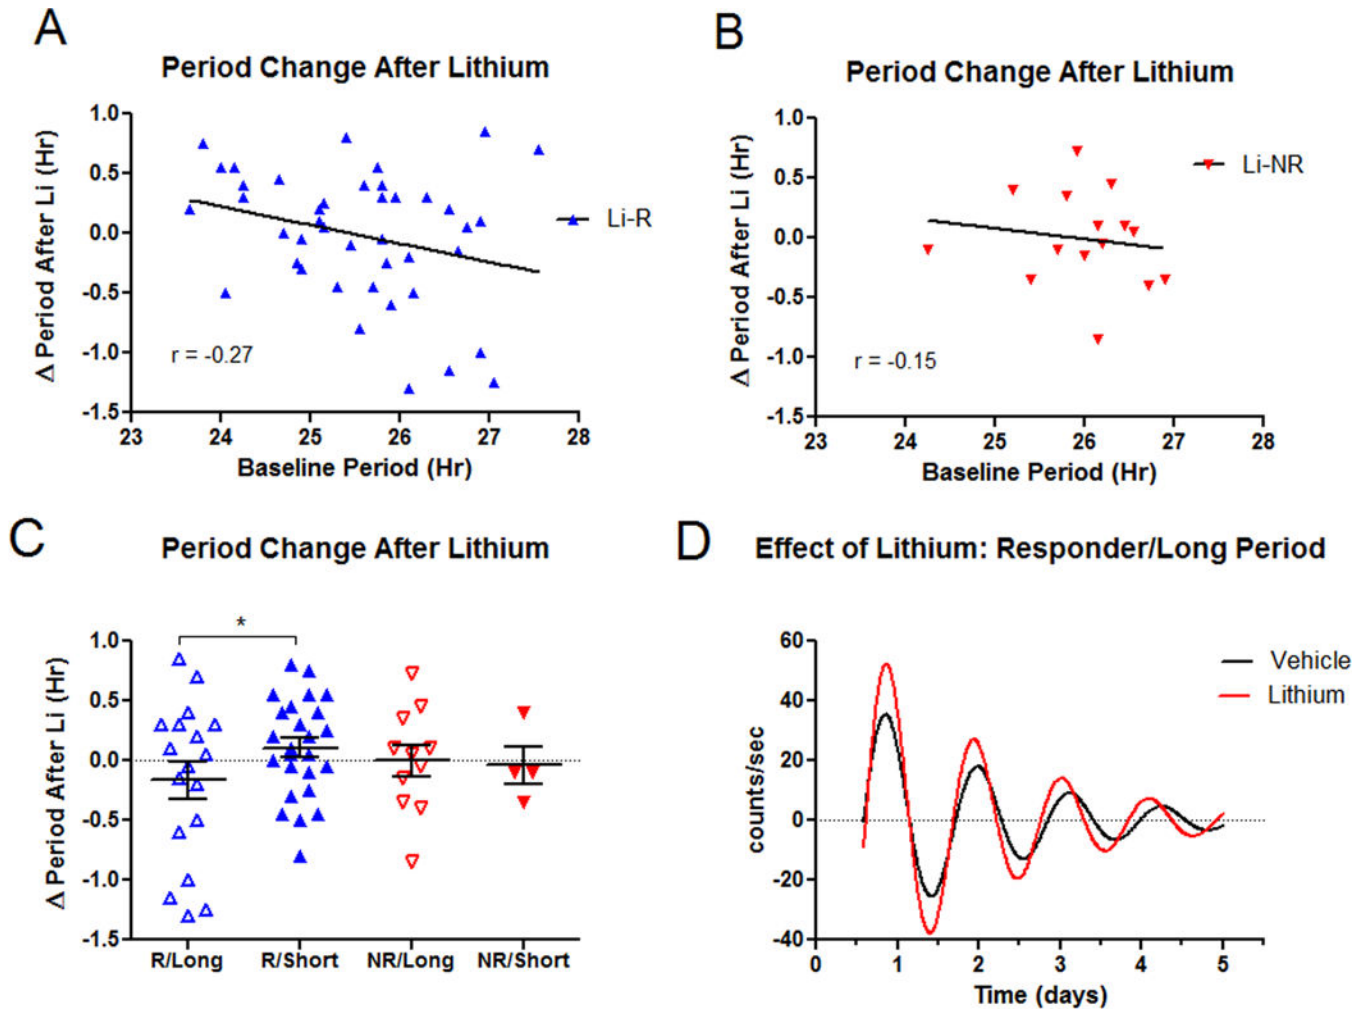 A
Period Change After Lithium
Δ Period After Li (Hr)
1.0
0.5
0.0
-0.5
-1.0
-1.5
r = -0.27
Li-R
23 24 25 26 27 28
Baseline Period (Hr)
B
Period Change After Lithium
Δ Period After Li (Hr)
1.0
0.5
0.0
-0.5
-1.0
-1.5
r = -0.15
Li-NR
23 24 25 26 27 28
Baseline Period (Hr)
C
Period Change After Lithium
Δ Period After Li (Hr)
1.0
0.5
0.0
-0.5
-1.0
-1.5
*
R/Long R/Short NR/Long NR/Short
D
Effect of Lithium: Responder/Long Period
counts/sec
60
40
20
0
-20
-40
Vehicle
Lithium
0 1 2 3 4 5
Time (days)